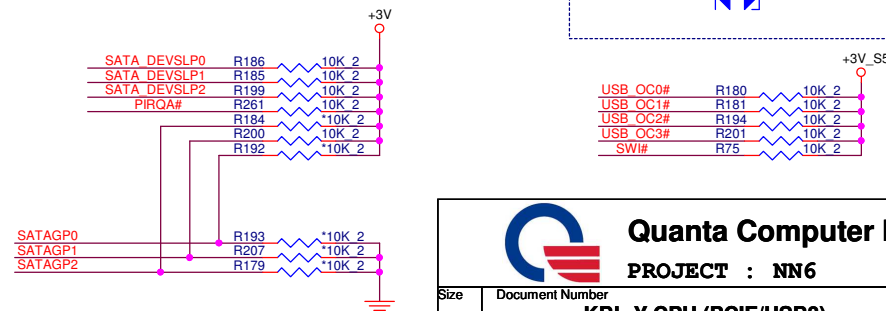 +3V
SATA_DEVSLP0 R186 10K_2
SATA_DEVSLP1 R185 10K_2
SATA_DEVSLP2 R199 10K_2
PIRQA# R261 10K_2
R184 *10K_2
R200 10K_2
R192 *10K_2
SATAGP0 R193 *10K_2
SATAGP1 R207 *10K_2
SATAGP2 R179 *10K_2
+3V_S5
USB_OC0# R180 10K_2
USB_OC1# R181 10K_2
USB_OC2# R194 10K_2
USB_OC3# R201 10K_2
SWI# R75 10K_2
Quanta Computer
PROJECT : NN6
Size Document Number